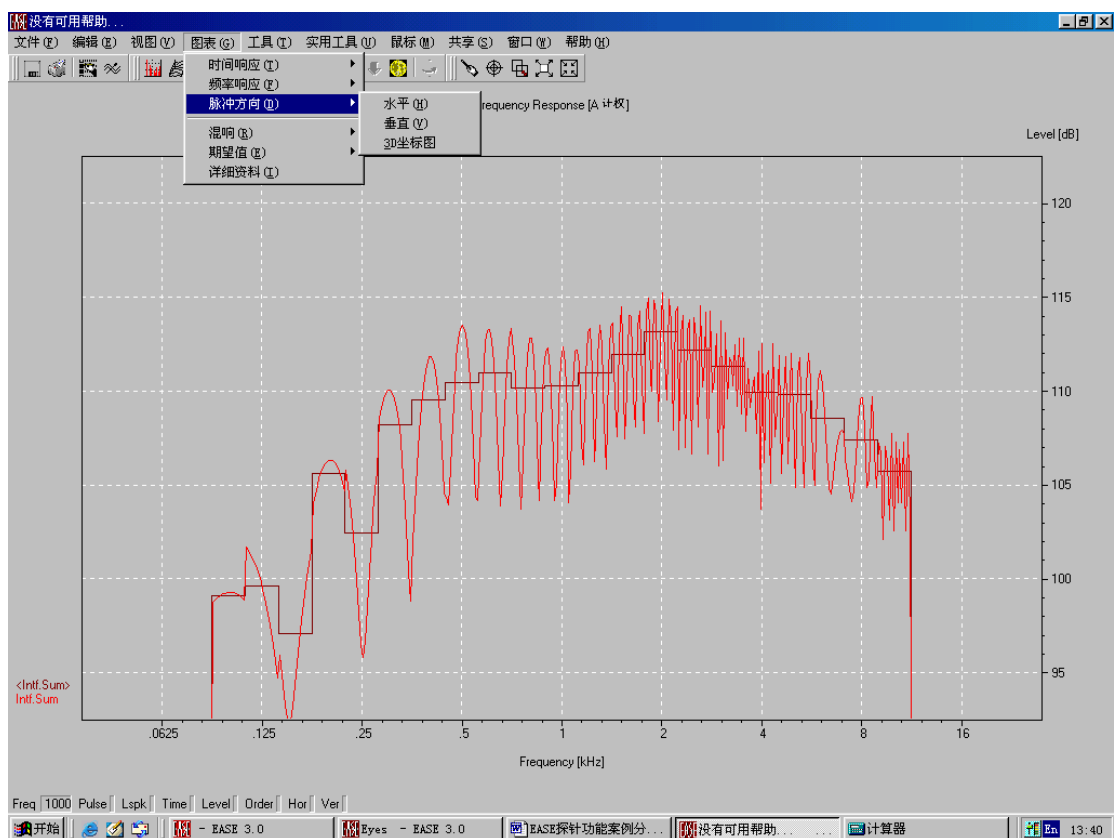 EASE 没有可用帮助...
文件(F) 编辑(E) 视图(V) 图表(G) 工具(T) 实用工具(U) 鼠标(M) 共享(S) 窗口(W) 帮助(H)
时间响应(T)
频率响应(F)
脉冲方向(D)
混响(R)
期望值(E)
详细资料(I)
水平(H)
垂直(V)
3D坐标图
requency Response [A 计权]
Level [dB]
120
115
110
105
100
95
<Intf.Sum>
Intf.Sum
.0625 .125 .25 .5 1 2 4 8 16
Frequency [kHz]
Freq 1000 Pulse Lspk Time Level Order Hor Ver
开始 - EASE 3.0 Eyes - EASE 3.0 EASE探针功能案例分... 没有可用帮助... ... 计算器 En 13:40